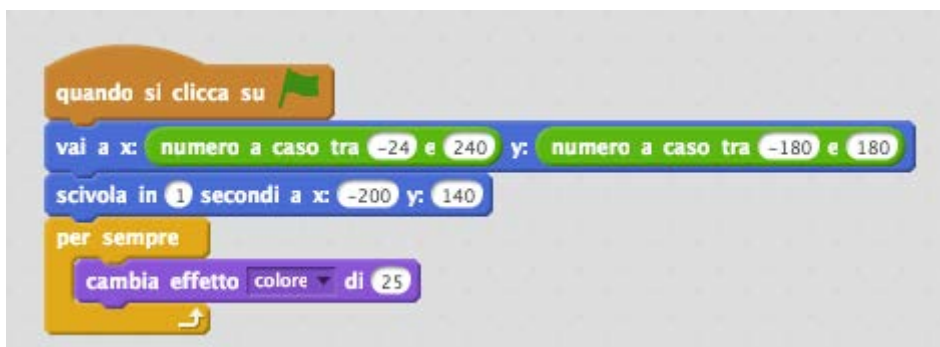 quando si clicca su
vai a x: numero a caso tra -24 e 240 y: numero a caso tra -180 e 180
scivola in 1 secondi a x: -200 y: 140
per sempre
cambia effetto colore di 25